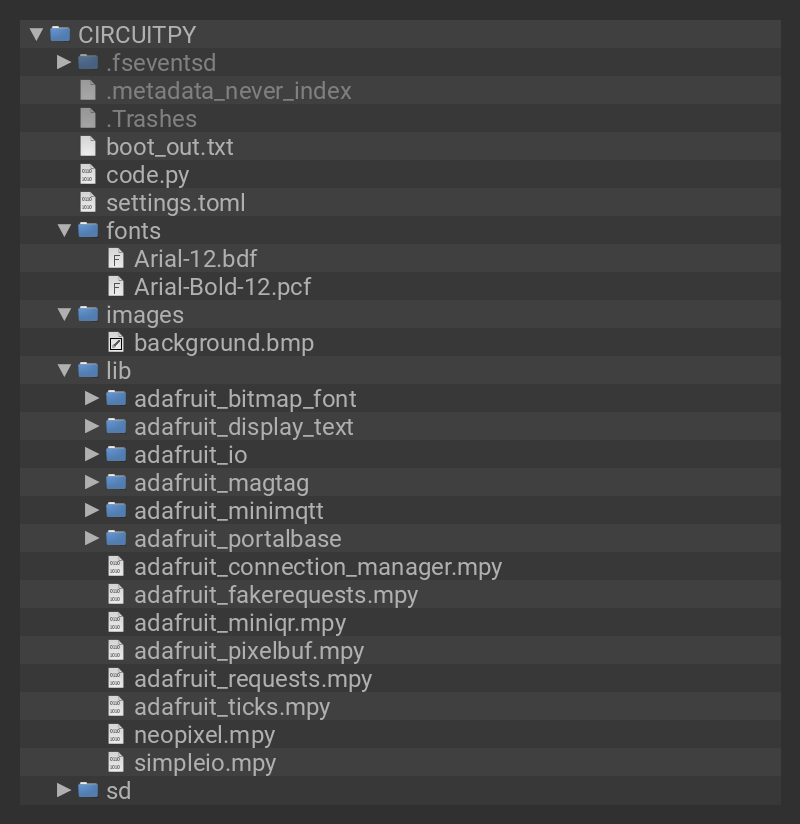 CIRCUITPY
.fseventsd
.metadata_never_index
.Trashes
boot_out.txt
code.py
settings.toml
fonts
Arial-12.bdf
Arial-Bold-12.pcf
images
background.bmp
lib
adafruit_bitmap_font
adafruit_display_text
adafruit_io
adafruit_magtag
adafruit_minimqtt
adafruit_portalbase
adafruit_connection_manager.mpy
adafruit_fakerequests.mpy
adafruit_miniqr.mpy
adafruit_pixelbuf.mpy
adafruit_requests.mpy
adafruit_ticks.mpy
neopixel.mpy
simpleio.mpy
sd